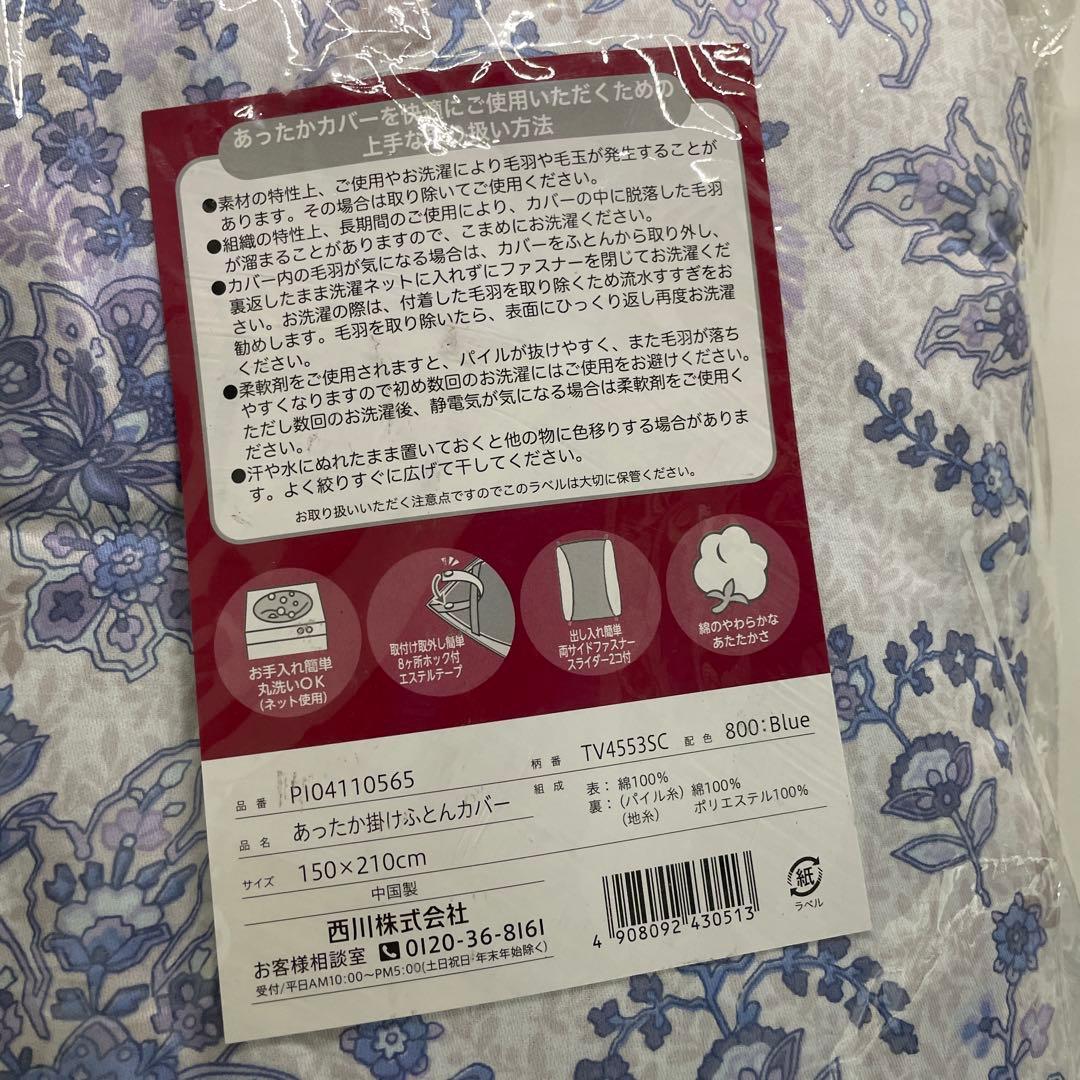 あったかカバーを快適にご使用いただくための
上手な取り扱い方法
●素材の特性上、ご使用やお洗濯により毛羽や毛玉が発生することが
あります。その場合は取り除いてご使用ください。
●組織の特性上、長期間のご使用により、カバーの中に脱落した毛羽
が溜まることがありますので、こまめにお洗濯ください。
●カバー内の毛羽が気になる場合は、カバーをふとんから取り外し、
裏返したまま洗濯ネットに入れずにファスナーを閉じてお洗濯くだ
さい。お洗濯の際は、付着した毛羽を取り除くため流水すすぎをお
勧めします。毛羽を取り除いたら、表面にひっくり返し再度お洗濯
ください。
●柔軟剤をご使用されますと、パイルが抜けやすく、また毛羽が落ち
やすくなりますので初め数回のお洗濯にはご使用をお避けください。
ただし数回のお洗濯後、静電気が気になる場合は柔軟剤をご使用く
ださい。
●汗や水にぬれたまま置いておくと他の物に色移りする場合がありま
す。よく絞りすぐに広げて干してください。
お取り扱いいただく注意点ですのでこのラベルは大切に保管ください。
お手入れ簡単
丸洗いOK
(ネット使用)
取付け取外し簡単
8ヶ所ホック付
エステルテープ
出し入れ簡単
両サイドファスナー
スライダー2コ付
綿のやわらかな
あたたかさ
品番 PI04110565
柄番 TV4553SC 配色 800:Blue
品名 あったか掛けふとんカバー
組成 表:綿100%
裏:(パイル糸)綿100%
(地糸) ポリエステル100%
サイズ 150×210cm
中国製
西川株式会社
お客様相談室 0120-36-8161
受付/平日AM10:00〜PM5:00(土日祝日・年末年始除く)
4 908092 430513
紙
ラベル